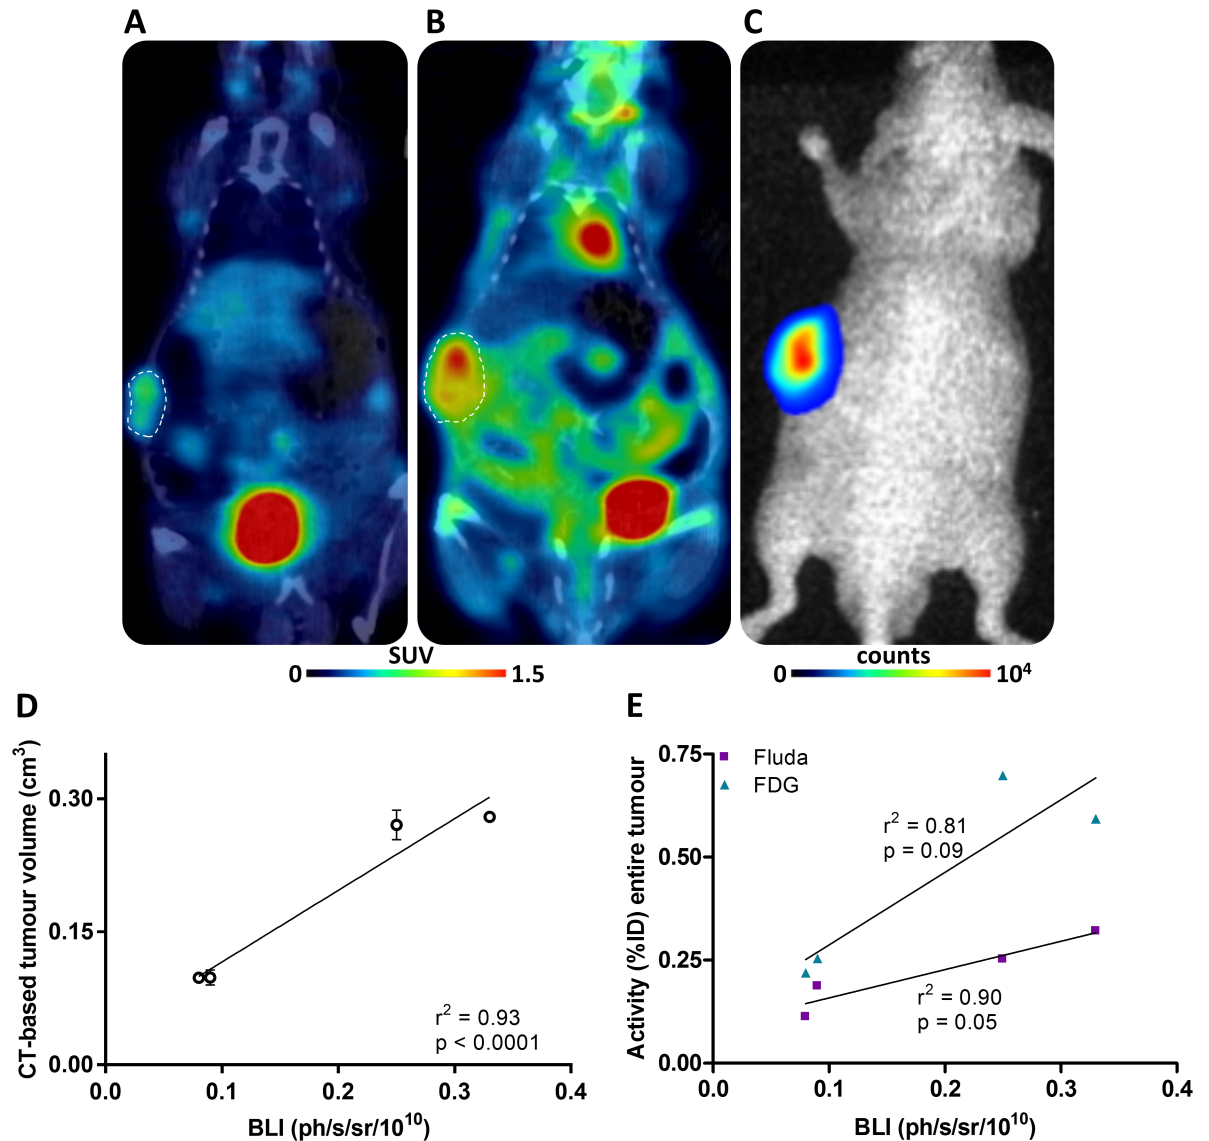 A B C
SUV
0 1.5
counts
0 10⁴
D
CT-based tumour volume (cm³)
0.30
0.15
0.00
r² = 0.93
p < 0.0001
0.0 0.1 0.2 0.3 0.4
BLI (ph/s/sr/10¹⁰)
E
Activity (%ID) entire tumour
0.75
0.50
0.25
0.00
Fluda
FDG
r² = 0.81
p = 0.09
r² = 0.90
p = 0.05
0.0 0.1 0.2 0.3 0.4
BLI (ph/s/sr/10¹⁰)